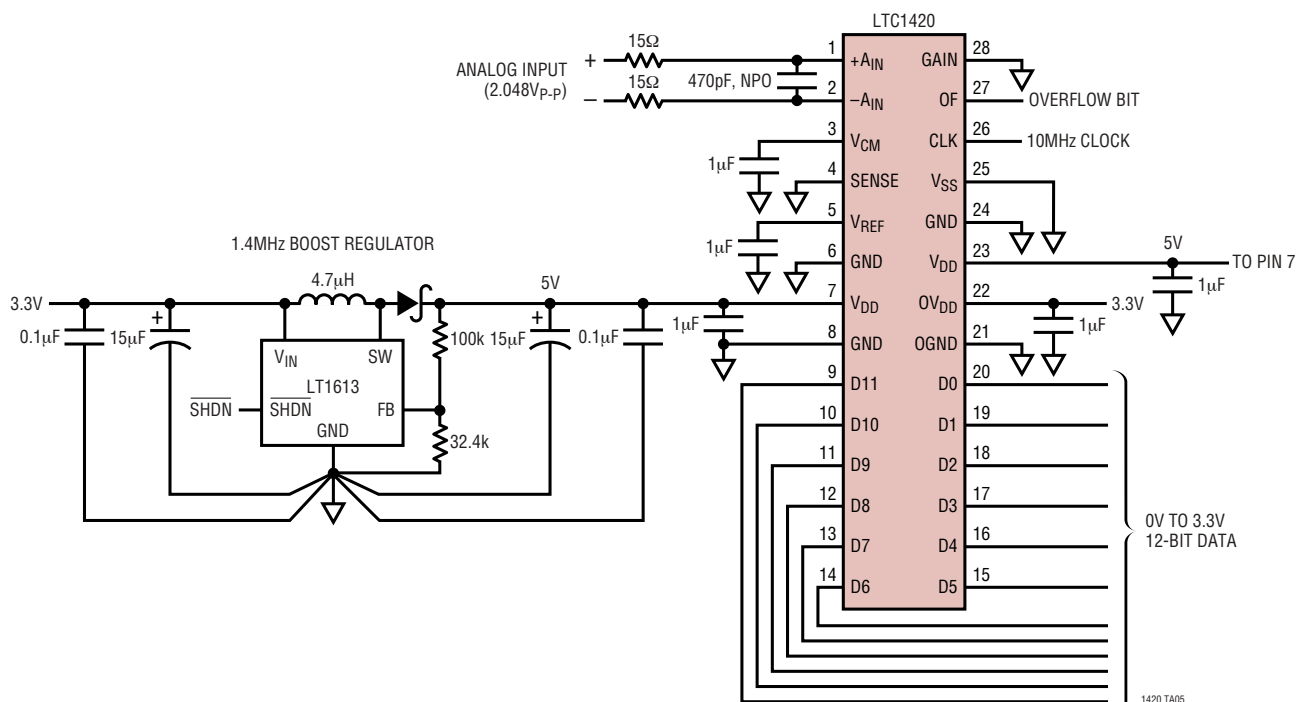 LTC1420
ANALOG INPUT
(2.048VP-P)
+
–
15Ω
15Ω
470pF, NPO
1 +AIN
2 –AIN
3 VCM
4 SENSE
5 VREF
6 GND
7 VDD
8 GND
9 D11
10 D10
11 D9
12 D8
13 D7
14 D6
GAIN 28
OF 27
CLK 26
VSS 25
GND 24
VDD 23
OVDD 22
OGND 21
D0 20
D1 19
D2 18
D3 17
D4 16
D5 15
OVERFLOW BIT
10MHz CLOCK
5V
TO PIN 7
1µF
3.3V
1µF
0V TO 3.3V
12-BIT DATA
1µF
1µF
1.4MHz BOOST REGULATOR
3.3V
4.7µH
5V
0.1µF
+
15µF
VIN
SW
LT1613
SHDN
SHDN
FB
GND
100k
32.4k
+
15µF
0.1µF
1µF
1420 TA05